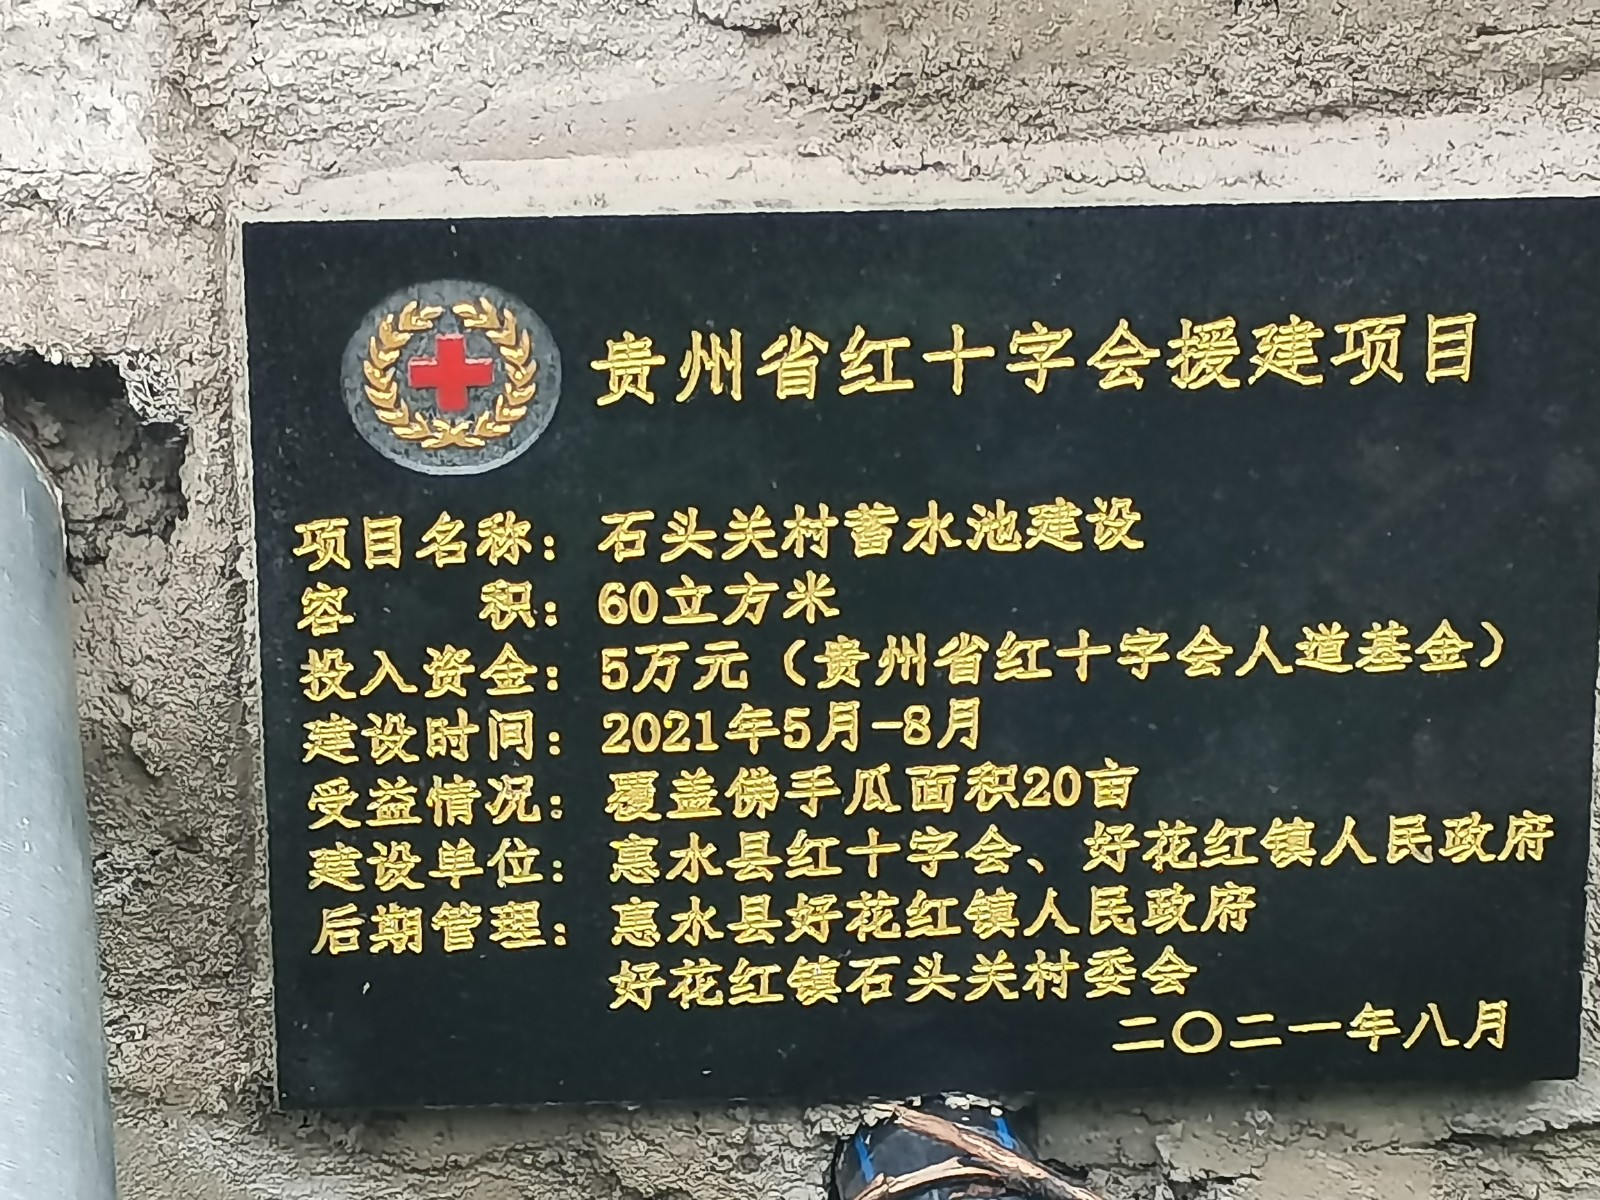 贵州省红十字会援建项目
项目名称：石头关村蓄水池建设
容积：60立方米
投入资金：5万元（贵州省红十字会人道基金）
建设时间：2021年5月-8月
受益情况：覆盖佛手瓜面积20亩
建设单位：惠水县红十字会、好花红镇人民政府
后期管理：惠水县好花红镇人民政府
好花红镇石头关村委会
二〇二一年八月